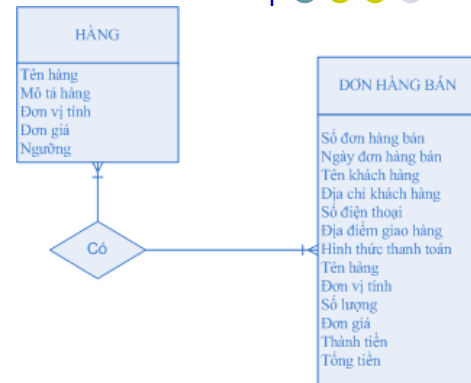 HÀNG
Tên hàng
Mô tả hàng
Đơn vị tính
Đơn giá
Ngưỡng
Có
ĐƠN HÀNG BÁN
Số đơn hàng bán
Ngày đơn hàng bán
Tên khách hàng
Địa chỉ khách hàng
Số điện thoại
Địa điểm giao hàng
Hình thức thanh toán
Tên hàng
Đơn vị tính
Số lượng
Đơn giá
Thành tiền
Tổng tiền